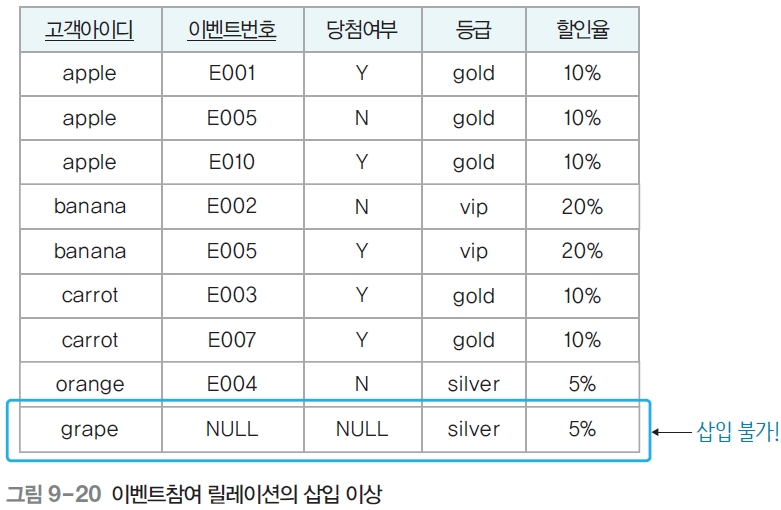 고객아이디 이벤트번호 당첨여부 등급 할인율
apple E001 Y gold 10%
apple E005 N gold 10%
apple E010 Y gold 10%
banana E002 N vip 20%
banana E005 Y vip 20%
carrot E003 Y gold 10%
carrot E007 Y gold 10%
orange E004 N silver 5%
grape NULL NULL silver 5% 삽입 불가!
그림 9-20 이벤트참여 릴레이션의 삽입 이상